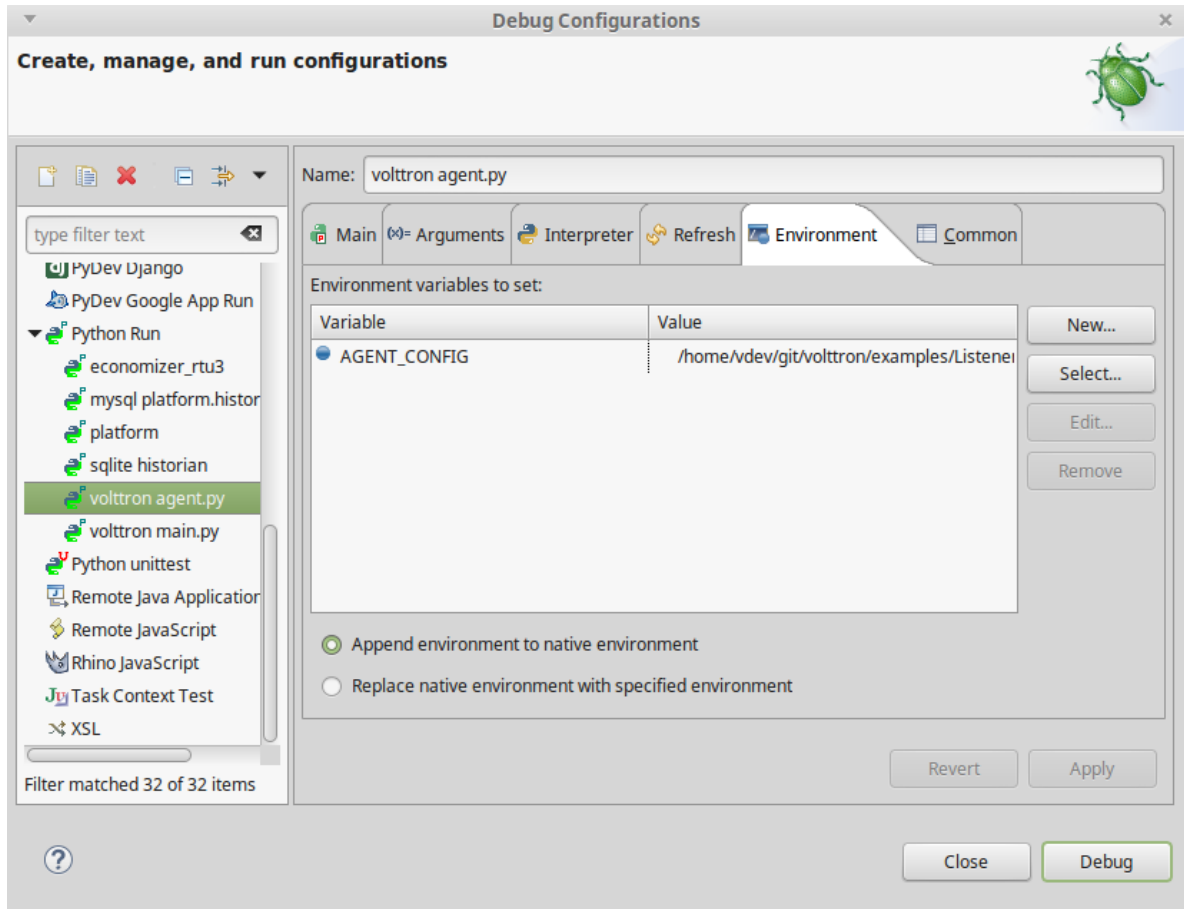 Debug Configurations
Create, manage, and run configurations
Name: volttron agent.py
type filter text
Main (x)= Arguments Interpreter Refresh Environment Common
PyDev Django
PyDev Google App Run
Python Run
economizer_rtu3
mysql platform.histor
platform
sqlite historian
volttron agent.py
volttron main.py
Python unittest
Remote Java Application
Remote JavaScript
Rhino JavaScript
Ju Task Context Test
XSL
Filter matched 32 of 32 items
Environment variables to set:
Variable Value
AGENT_CONFIG /home/vdev/git/volttron/examples/Listener
New...
Select...
Edit...
Remove
Append environment to native environment
Replace native environment with specified environment
Revert Apply
? Close Debug